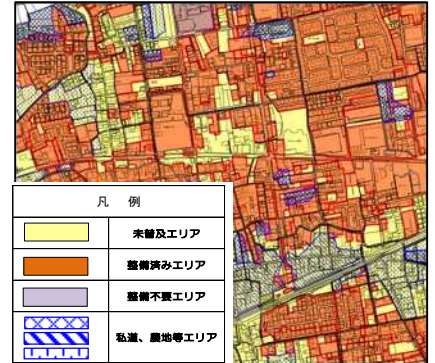 凡 例
未普及エリア
整備済みエリア
整備不要エリア
私道、農地等エリア